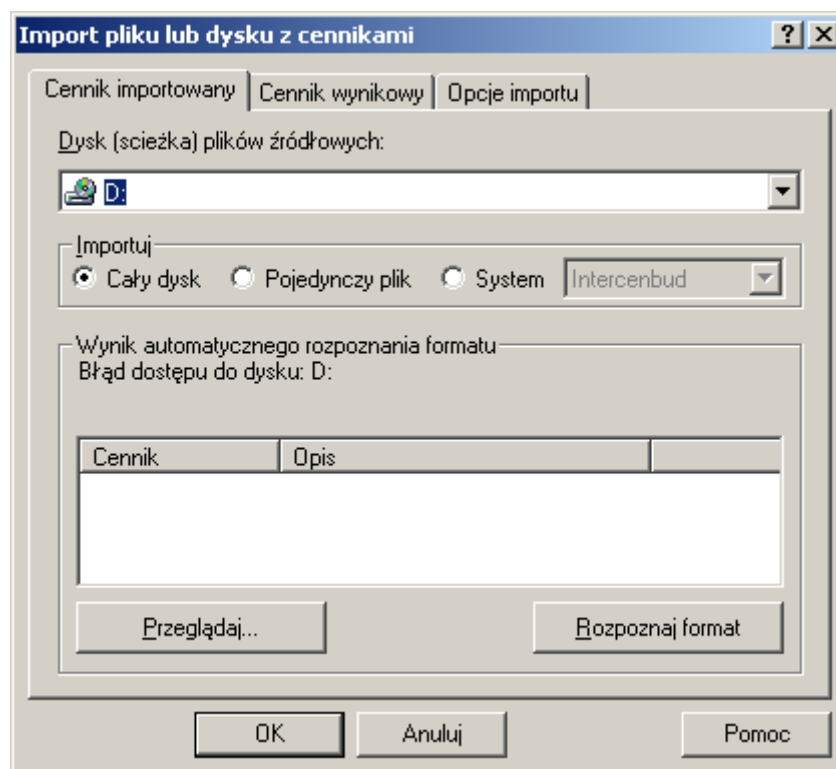 Import pliku lub dysku z cennikami
Cennik importowany Cennik wynikowy Opcje importu
Dysk (scieżka) plików źródłowych:
D:
Importuj
Cały dysk Pojedynczy plik System Intercenbud
Wynik automatycznego rozpoznania formatu
Błąd dostępu do dysku: D:
Cennik Opis
Przeglądaj... Rozpoznaj format
OK Anuluj Pomoc